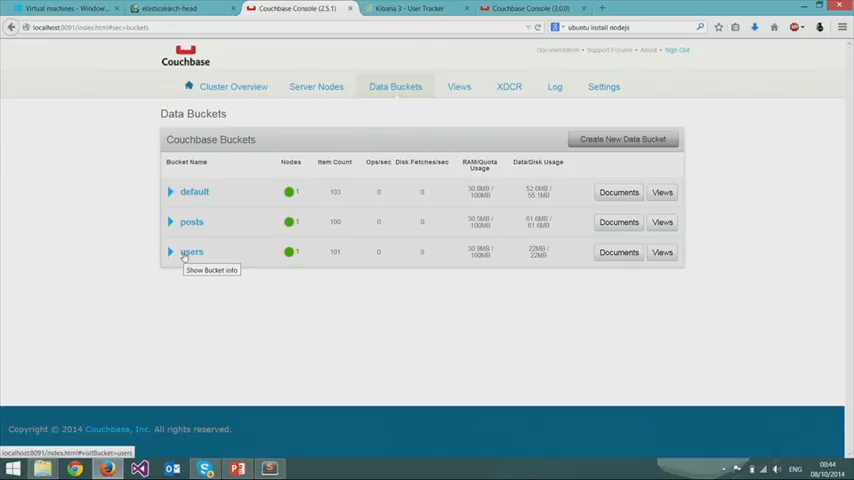 Virtual machines - Window...
elasticsearch-head
Couchbase Console (2.5.1)
Kibana 3 - User Tracker
Couchbase Console (3.0.0)
localhost:8091/index.html#sec=buckets
ubuntu install nodejs
Documentation • Support Forums • About • Sign Out
Couchbase
Cluster Overview
Server Nodes
Data Buckets
Views
XDCR
Log
Settings
Data Buckets
Couchbase Buckets
Create New Data Bucket
Bucket Name Nodes Item Count Ops/sec Disk Fetches/sec RAM/Quota Usage Data/Disk Usage
default 1 103 0 0 30.8MB / 100MB 52.6MB / 55.1MB Documents Views
posts 1 100 0 0 30.5MB / 100MB 61.6MB / 61.6MB Documents Views
users 1 101 0 0 30.9MB / 100MB 22MB / 22MB Documents Views
Show Bucket info
Copyright © 2014 Couchbase, Inc. All rights reserved.
localhost:8091/index.html#visitBucket=users
ENG
00:44
08/10/2014